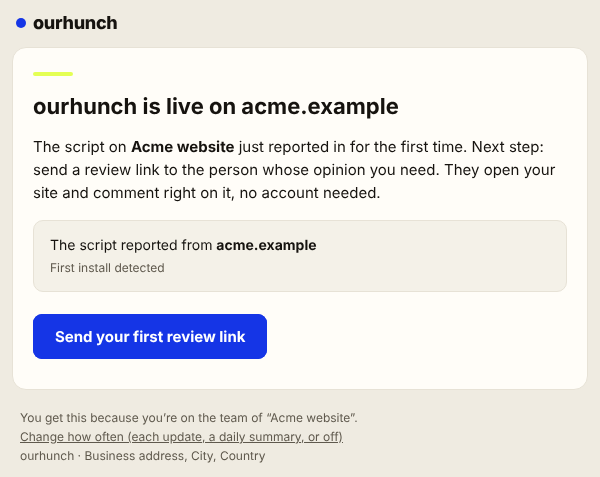 ourhunch
ourhunch is live on acme.example
The script on Acme website just reported in for the first time. Next step:
send a review link to the person whose opinion you need. They open your
site and comment right on it, no account needed.
The script reported from acme.example
First install detected
Send your first review link
You get this because you’re on the team of “Acme website”.
Change how often (each update, a daily summary, or off)
ourhunch · Business address, City, Country